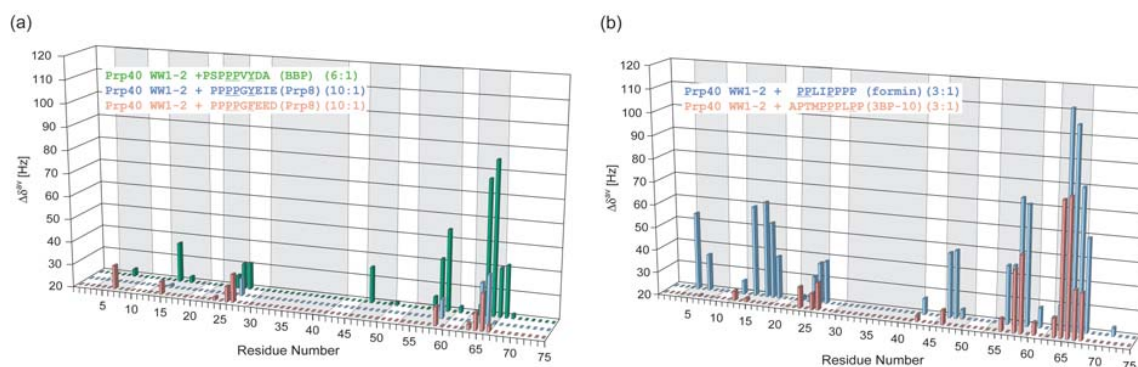 (a)
120
110
100
90
80
70
60
50
40
30
20
Δδᵃᵛ [Hz]
Prp40 WW1-2 +PSPPPVYDA (BBP) (6:1)
Prp40 WW1-2 + PPPPGYEIE(Prp8)(10:1)
Prp40 WW1-2 + PPPPGFEED(Prp8)(10:1)
5 10 15 20 25 30 35 40 45 50 55 60 65 70 75
Residue Number
(b)
120
110
100
90
80
70
60
50
40
30
20
Δδᵃᵛ [Hz]
Prp40 WW1-2 + PPLIPPPP (formin)(3:1)
Prp40 WW1-2 + APTMPPPLPP(3BP-10)(3:1)
5 10 15 20 25 30 35 40 45 50 55 60 65 70 75
Residue Number